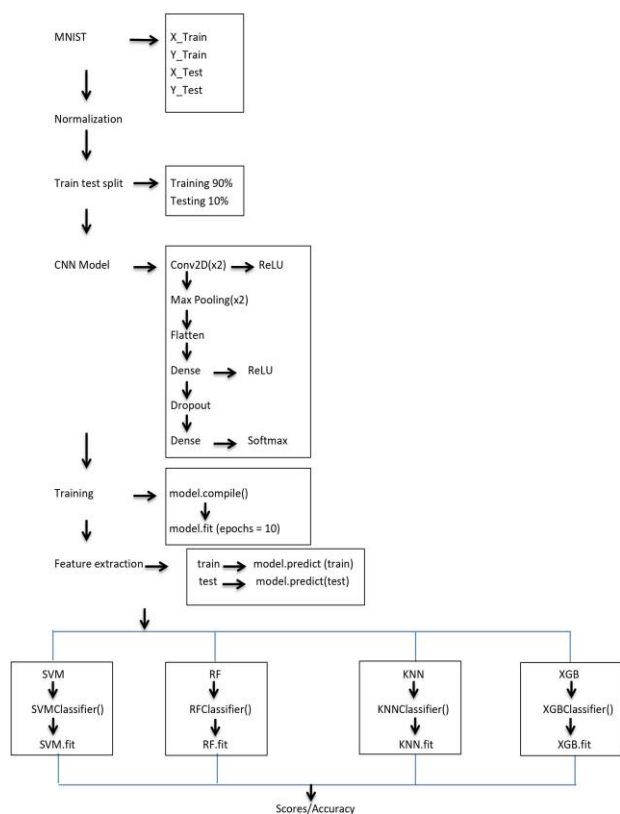 MNIST
X_Train
Y_Train
X_Test
Y_Test
Normalization
Train test split
Training 90%
Testing 10%
CNN Model
Conv2D(x2) ReLU
Max Pooling(x2)
Flatten
Dense ReLU
Dropout
Dense Softmax
Training
model.compile()
model.fit (epochs = 10)
Feature extraction
train model.predict (train)
test model.predict(test)
SVM RF KNN XGB
SVMClassifier() RFClassifier() KNNClassifier() XGBClassifier()
SVM.fit RF.fit KNN.fit XGB.fit
Scores/Accuracy